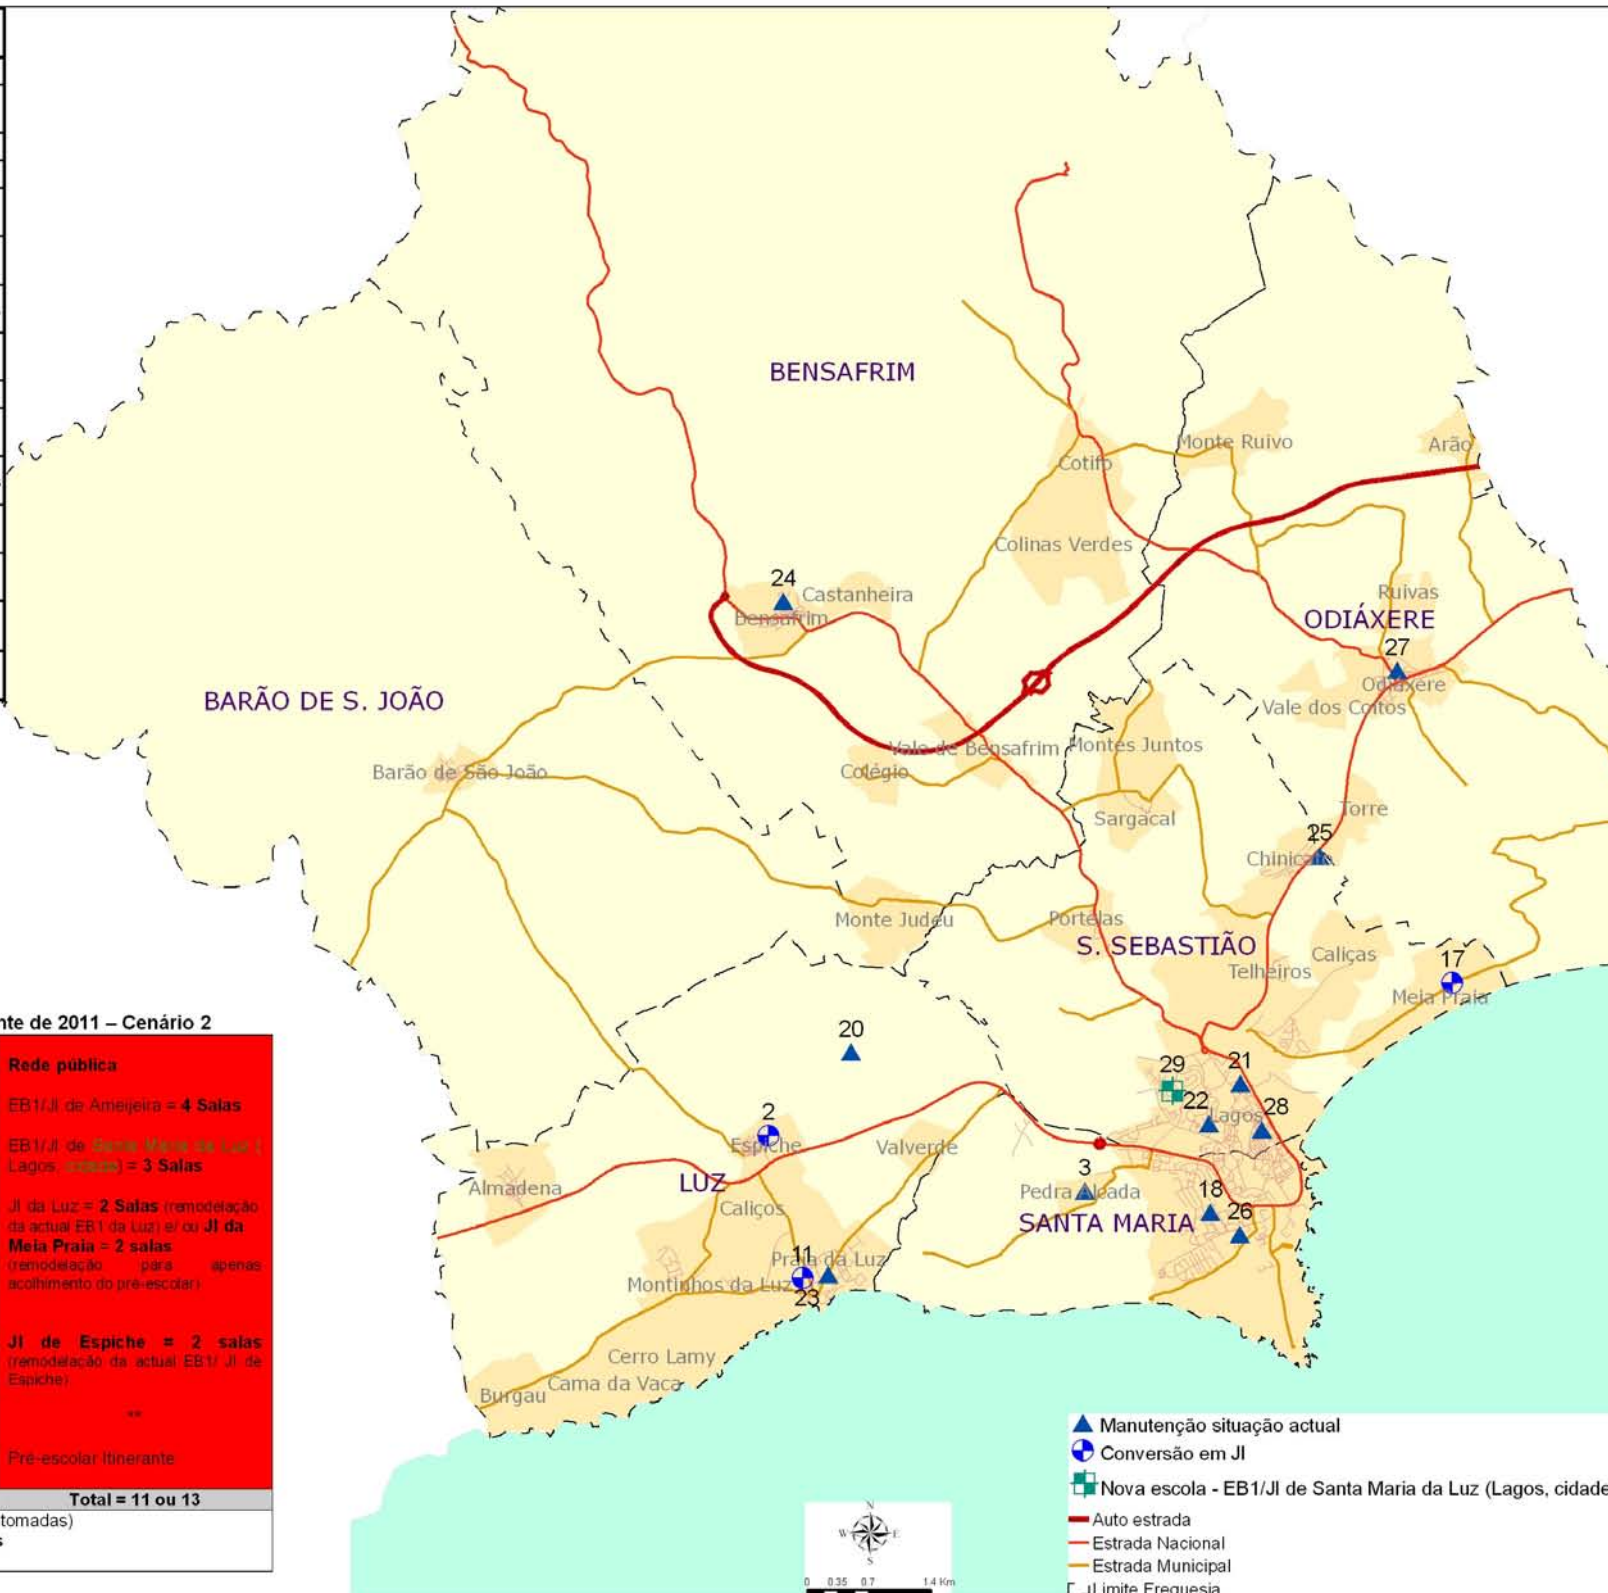 BENSAFRIM
Monte Ruivo
Arão
Cotifo
Colinas Verdes
24
Castanheira
Bensafrim
Ruivas
ODIÁXERE
27
Odiáxere
Vale dos Coitos
BARÃO DE S. JOÃO
Vale de Bensafrim
Montes Juntos
Barão de São João
Colégio
Torre
Sargaçal
25
Chinicato
Monte Judeu
Portelas
S. SEBASTIÃO
Caliças
17
Telheiros
Meia Praia
20
29
21
22
Lagos
28
2
Espiche
Valverde
3
Almadena
LUZ
Pedra Alçada
18
Caliços
SANTA MARIA
26
11
Praia da Luz
Montinhos da Luz
23
Cerro Lamy
Cama da Vaca
Burgau
nte de 2011 – Cenário 2
Rede pública
EB1/JI de Ameijeira = 4 Salas
EB1/JI de Santa Maria da Luz (
Lagos, cidade) = 3 Salas
JI da Luz = 2 Salas (remodelação
da actual EB1 da Luz) e/ ou JI da
Meia Praia = 2 salas
(remodelação para apenas
acolhimento do pré-escolar)
JI de Espiche = 2 salas
(remodelação da actual EB1/ JI de
Espiche)
**
Pré-escolar Itinerante
Total = 11 ou 13
tomadas)
s
N
W E
S
0 0.35 0.7 1.4 Km
Manutenção situação actual
Conversão em JI
Nova escola - EB1/JI de Santa Maria da Luz (Lagos, cidade
Auto estrada
Estrada Nacional
Estrada Municipal
Limite Freguesia